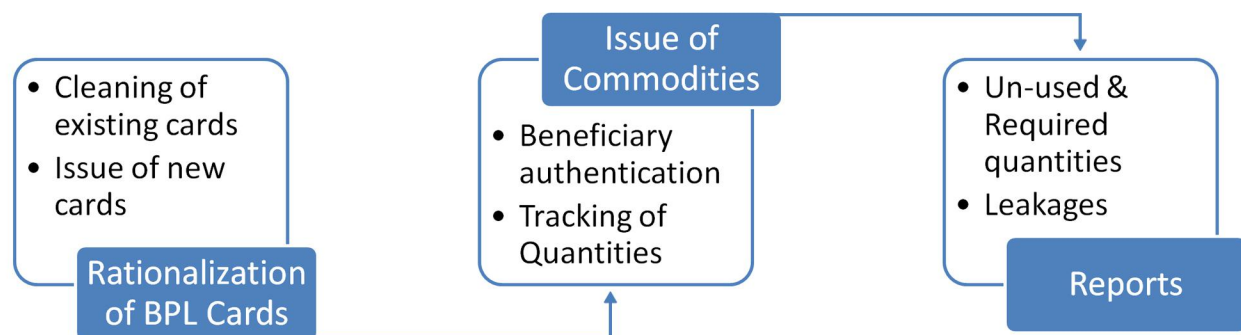 • Cleaning of
existing cards
• Issue of new
cards
Rationalization
of BPL Cards
Issue of
Commodities
• Beneficiary
authentication
• Tracking of
Quantities
• Un-used &
Required
quantities
• Leakages
Reports